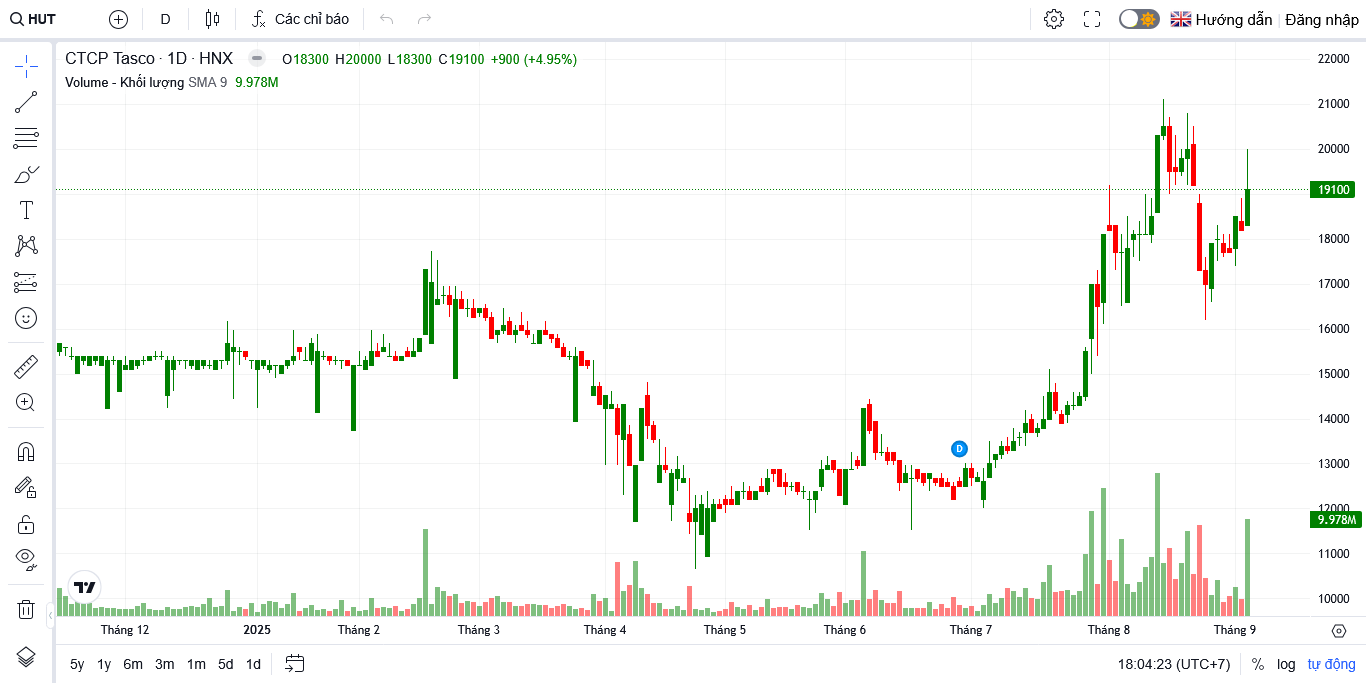 HUT D Các chỉ báo Hướng dẫn Đăng nhập
CTCP Tasco · 1D · HNX O18300 H20000 L18300 C19100 +900 (+4.95%)
Volume - Khối lượng SMA 9 9.978M
22000
21000
20000
19100
18000
17000
16000
15000
14000
13000
D
12000
9.978M
11000
10000
Tháng 12 2025 Tháng 2 Tháng 3 Tháng 4 Tháng 5 Tháng 6 Tháng 7 Tháng 8 Tháng 9
5y 1y 6m 3m 1m 5d 1d 18:04:23 (UTC+7) % log tự động